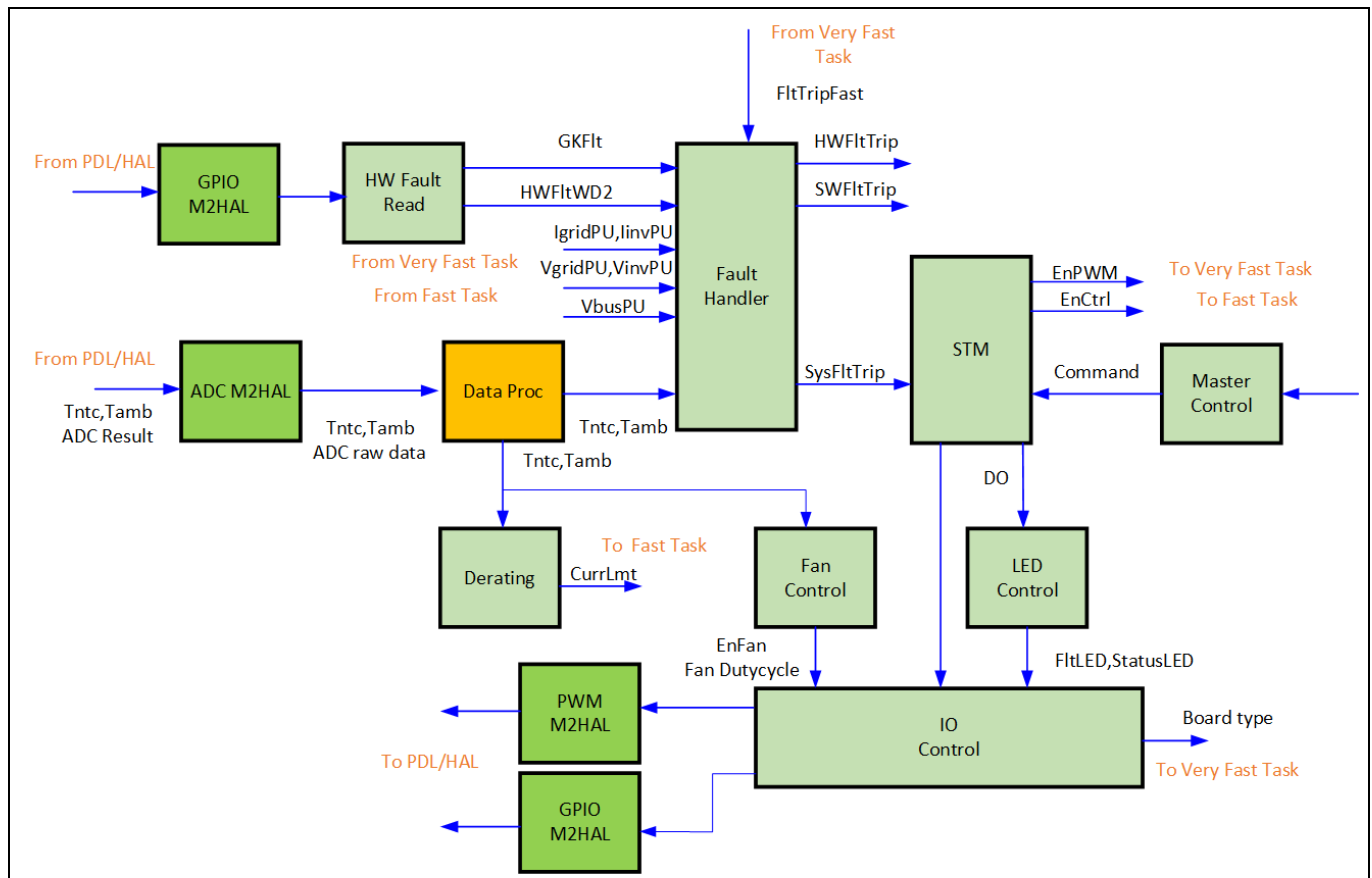 From Very Fast
Task
FltTripFast
From PDL/HAL
GPIO
M2HAL
HW Fault
Read
GKFlt
HWFltWD2
HWFltTrip
SWFltTrip
IgridPU,IinvPU
From Very Fast Task
VgridPU,VinvPU
From Fast Task
VbusPU
Fault
Handler
EnPWM
To Very Fast Task
EnCtrl
To Fast Task
STM
From PDL/HAL
ADC M2HAL
Data Proc
SysFltTrip
Command
Master
Control
Tntc,Tamb
ADC Result
Tntc,Tamb
ADC raw data
Tntc,Tamb
Tntc,Tamb
DO
Derating
To  Fast Task
CurrLmt
Fan
Control
LED
Control
EnFan
Fan Dutycycle
FltLED,StatusLED
PWM
M2HAL
IO
Control
Board type
To PDL/HAL
To Very Fast Task
GPIO
M2HAL